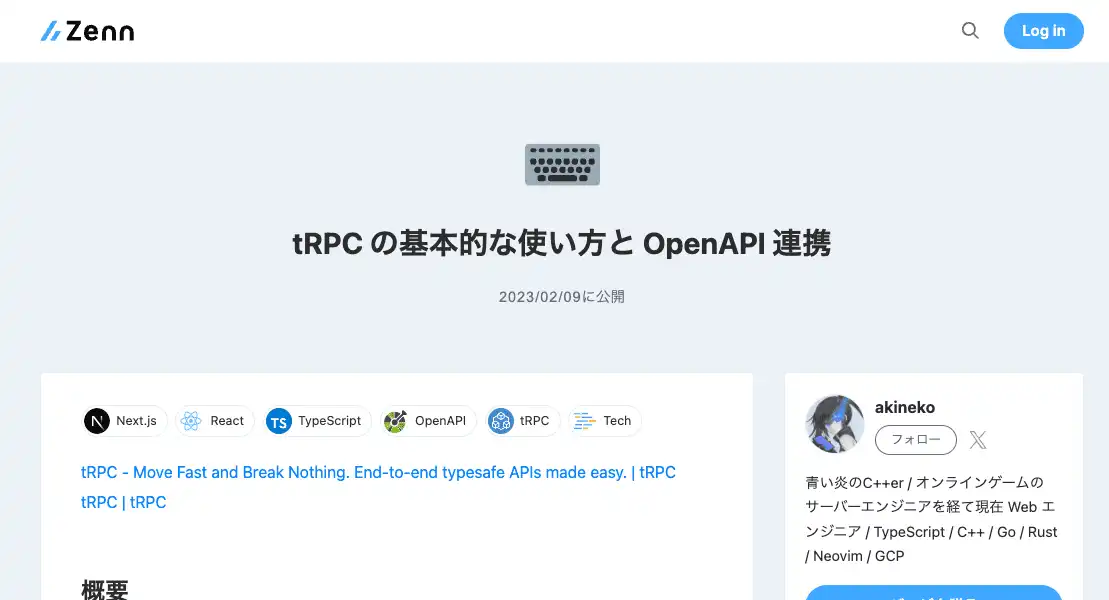 Zenn
Log in
tRPC の基本的な使い方と OpenAPI 連携
2023/02/09に公開
Next.js
React
TS
TypeScript
OpenAPI
tRPC
Tech
tRPC - Move Fast and Break Nothing. End-to-end typesafe APIs made easy. | tRPC
tRPC | tRPC
概要
akineko
フォロー
青い炎のC++er / オンラインゲームの
サーバーエンジニアを経て現在 Web エ
ンジニア / TypeScript / C++ / Go / Rust
/ Neovim / GCP